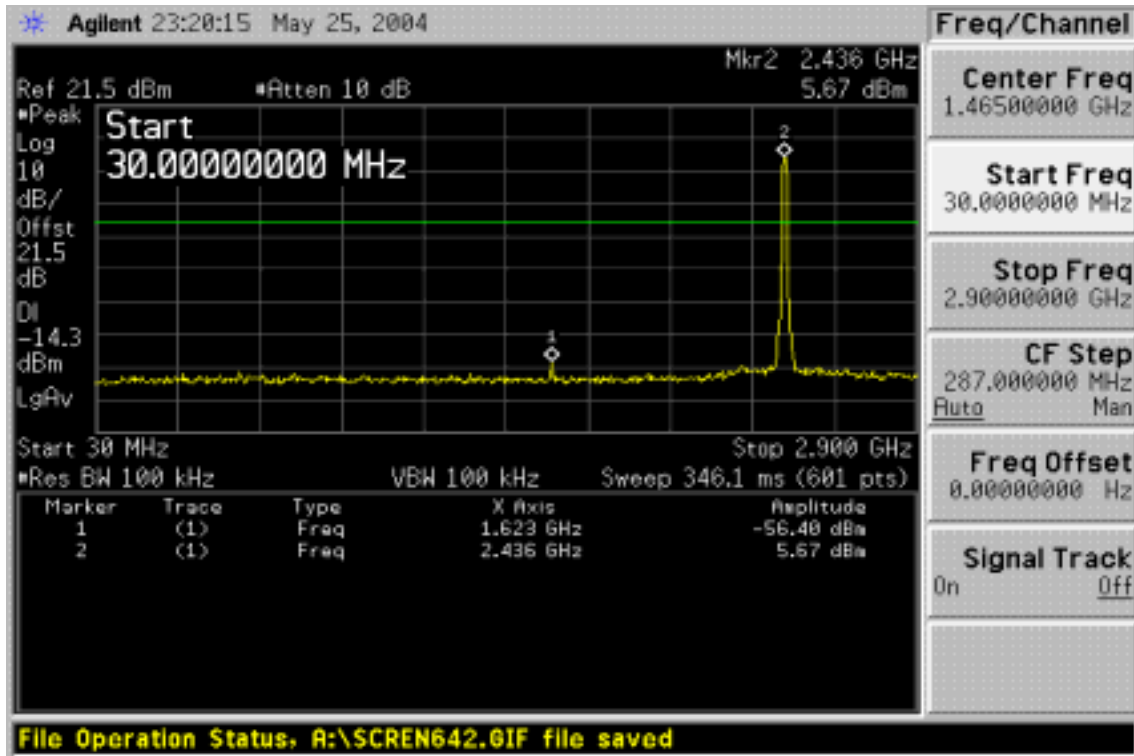 Agilent 23:20:15 May 25, 2004
Freq/Channel
Mkr2 2.436 GHz
Ref 21.5 dBm #Atten 10 dB 5.67 dBm
#Peak
Log
10
dB/
Offst
21.5
dB
DI
-14.3
dBm
LgAv
Start
30.00000000 MHz
2
1
Start 30 MHz Stop 2.900 GHz
#Res BW 100 kHz VBW 100 kHz Sweep 346.1 ms (601 pts)
Marker Trace Type X Axis Amplitude
1 (1) Freq 1.623 GHz -56.40 dBm
2 (1) Freq 2.436 GHz 5.67 dBm
Center Freq
1.46500000 GHz
Start Freq
30.0000000 MHz
Stop Freq
2.90000000 GHz
CF Step
287.000000 MHz
Auto Man
Freq Offset
0.00000000 Hz
Signal Track
On Off
File Operation Status, A:\SCREN642.GIF file saved